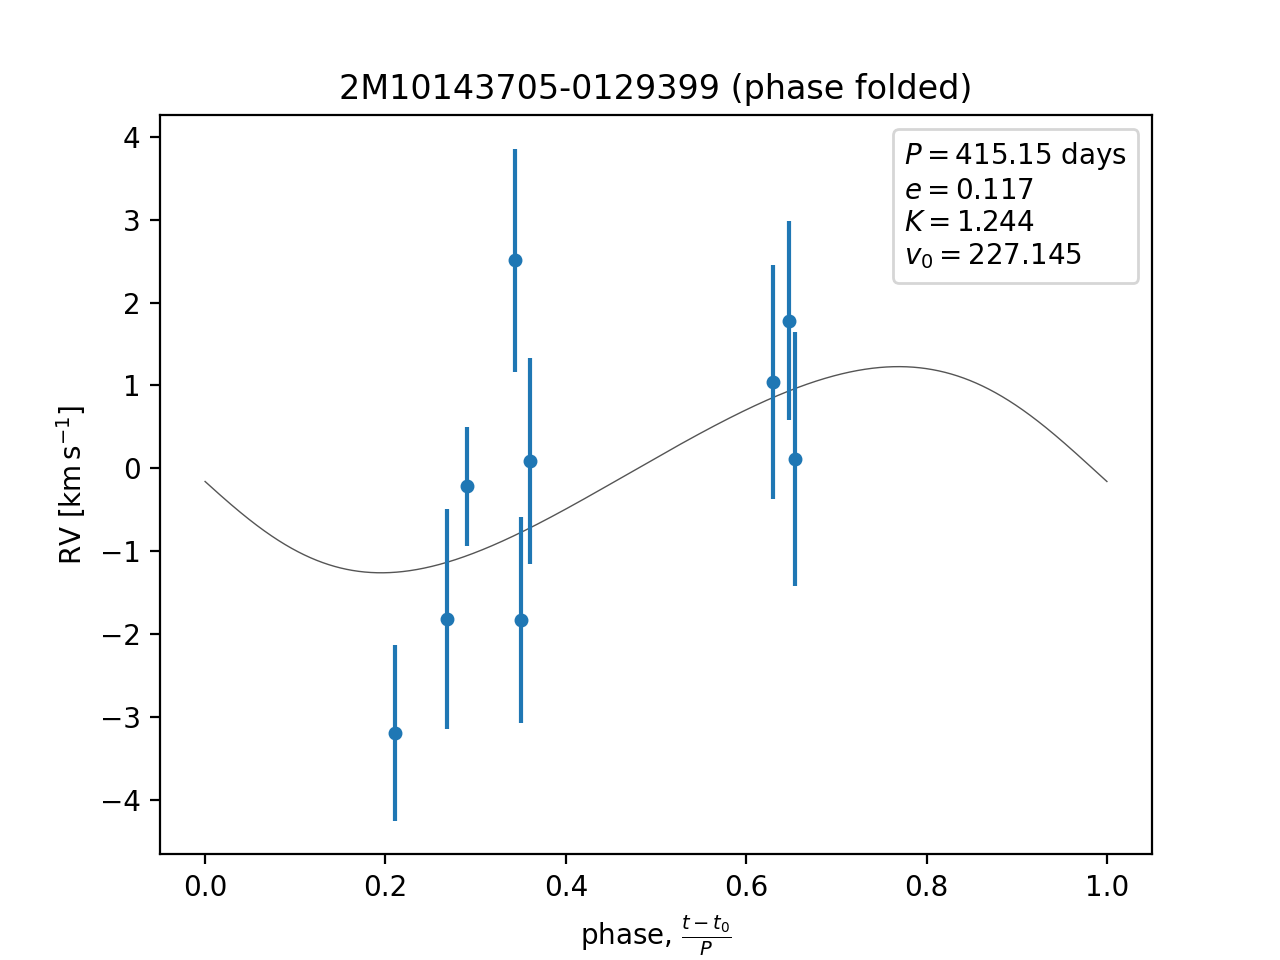 2M10143705-0129399 (phase folded)
P = 415.15 days
e = 0.117
K = 1.244
v₀ = 227.145
4
3
2
1
0
−1
−2
−3
−4
RV [km s⁻¹]
0.0 0.2 0.4 0.6 0.8 1.0
phase, (t − t₀)/P